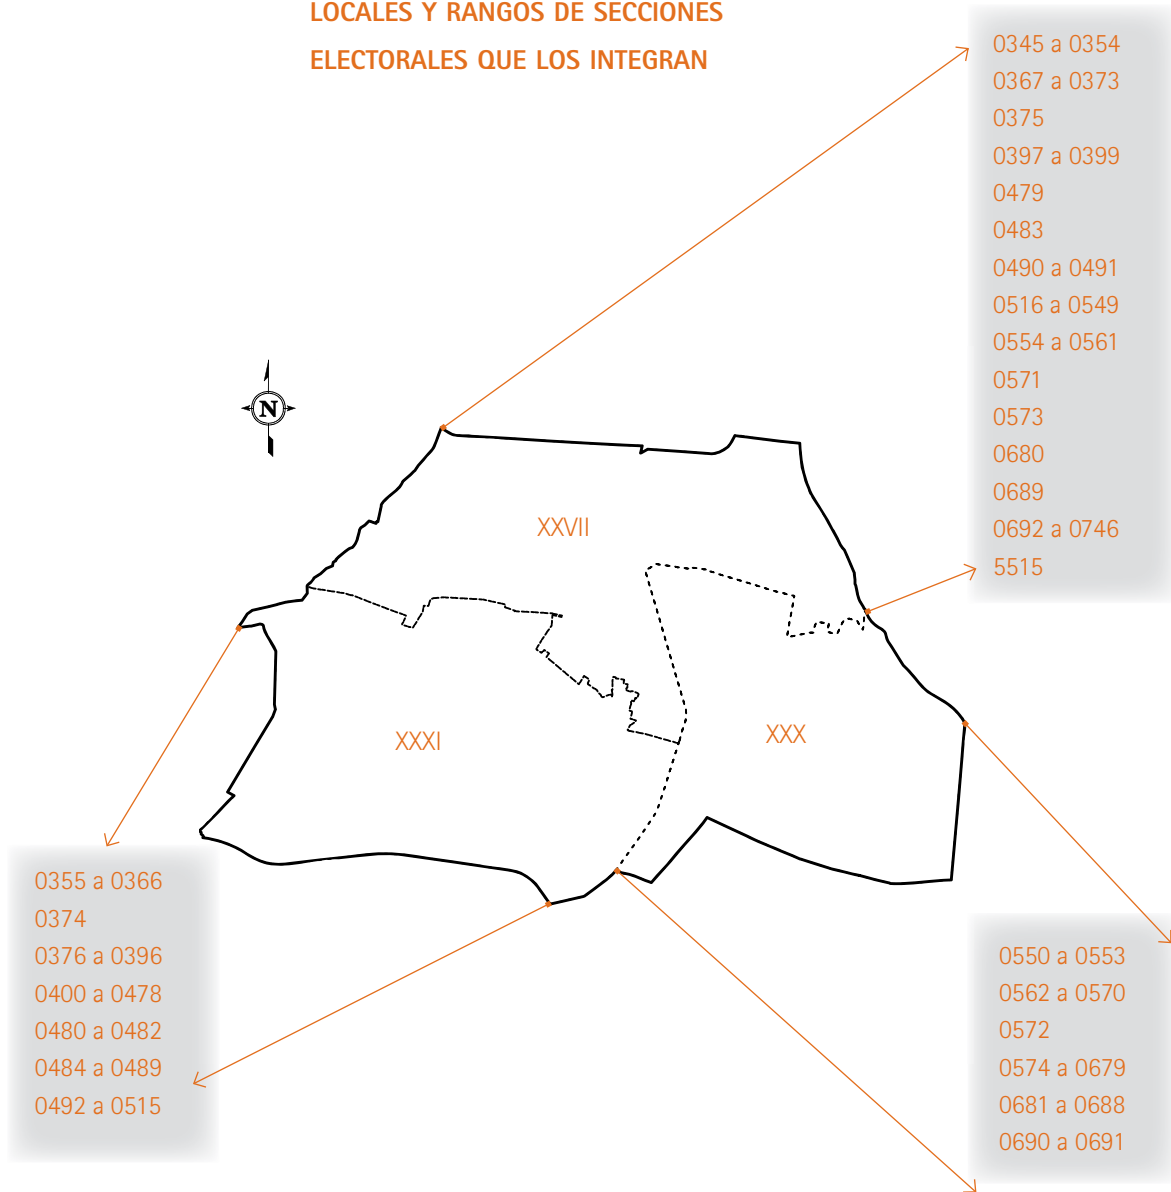 LOCALES Y RANGOS DE SECCIONES
ELECTORALES QUE LOS INTEGRAN
0345 a 0354
0367 a 0373
0375
0397 a 0399
0479
0483
0490 a 0491
0516 a 0549
0554 a 0561
0571
0573
0680
0689
0692 a 0746
5515
N
XXVII
XXXI
XXX
0355 a 0366
0374
0376 a 0396
0400 a 0478
0480 a 0482
0484 a 0489
0492 a 0515
0550 a 0553
0562 a 0570
0572
0574 a 0679
0681 a 0688
0690 a 0691